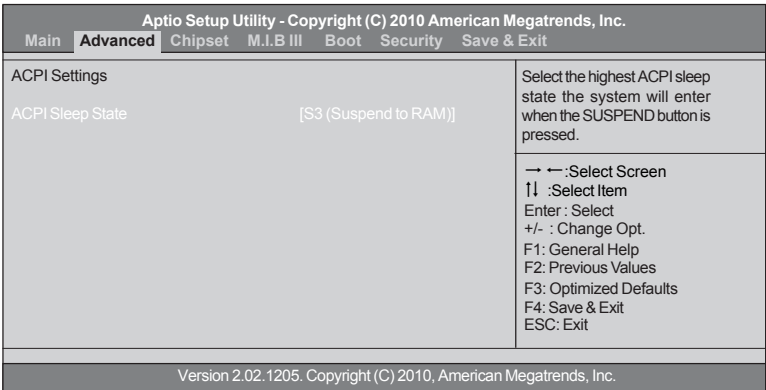 Aptio Setup Utility - Copyright (C) 2010 American Megatrends, Inc.
Main Advanced Chipset M.I.B III Boot Security Save & Exit
ACPI Settings
ACPI Sleep State [S3 (Suspend to RAM)]
Select the highest ACPI sleep
state the system will enter
when the SUSPEND button is
pressed.
→ ←:Select Screen
↑↓ :Select Item
Enter : Select
+/- : Change Opt.
F1: General Help
F2: Previous Values
F3: Optimized Defaults
F4: Save & Exit
ESC: Exit
Version 2.02.1205. Copyright (C) 2010, American Megatrends, Inc.